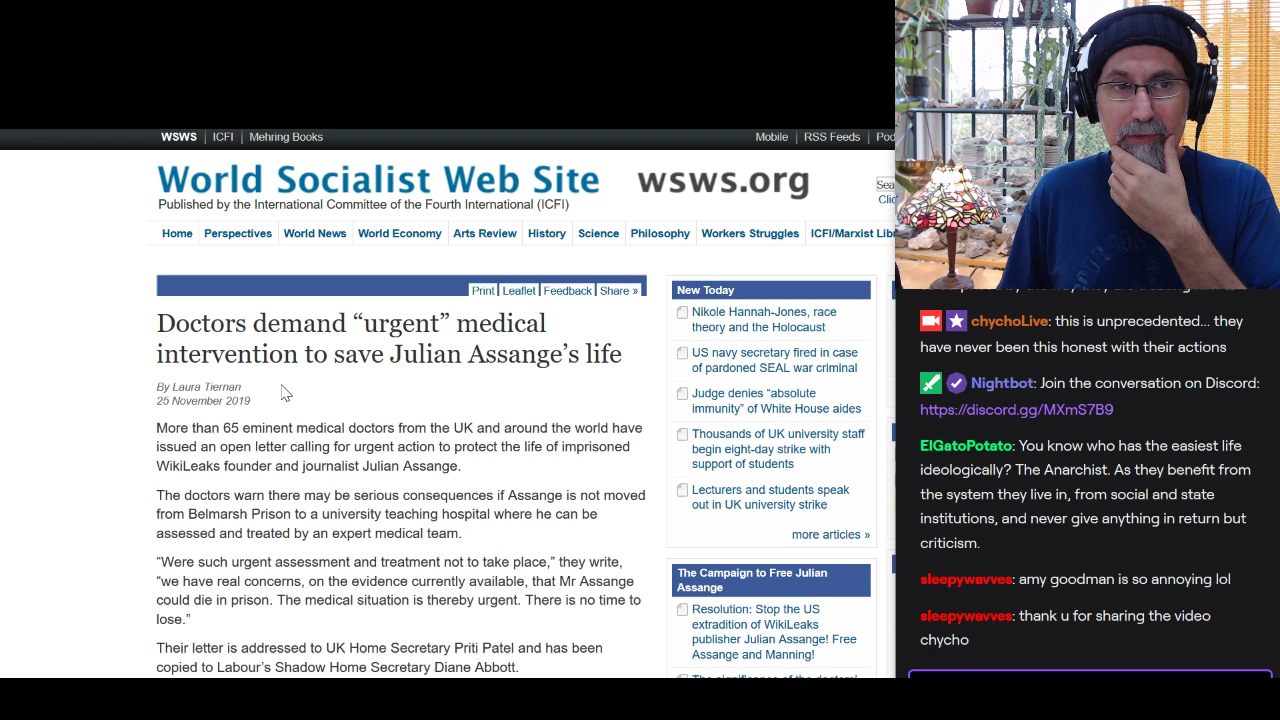 WSWS | ICFI | Mehring Books
Mobile | RSS Feeds |
World Socialist Web Site wsws.org
Published by the International Committee of the Fourth International (ICFI)
Home Perspectives World News World Economy Arts Review History Science Philosophy Workers Struggles ICFI/Marxist
Print Leaflet Feedback Share »
Doctors demand “urgent” medical
intervention to save Julian Assange’s life
By Laura Tiernan
25 November 2019
More than 65 eminent medical doctors from the UK and around the world have
issued an open letter calling for urgent action to protect the life of imprisoned
WikiLeaks founder and journalist Julian Assange.
The doctors warn there may be serious consequences if Assange is not moved
from Belmarsh Prison to a university teaching hospital where he can be
assessed and treated by an expert medical team.
“Were such urgent assessment and treatment not to take place,” they write,
“we have real concerns, on the evidence currently available, that Mr Assange
could die in prison. The medical situation is thereby urgent. There is no time to
lose.”
Their letter is addressed to UK Home Secretary Priti Patel and has been
copied to Labour’s Shadow Home Secretary Diane Abbott.
New Today
Nikole Hannah-Jones, race
theory and the Holocaust
US navy secretary fired in case
of pardoned SEAL war criminal
Judge denies “absolute
immunity” of White House aides
Thousands of UK university staff
begin eight-day strike with
support of students
Lecturers and students speak
out in UK university strike
more articles »
The Campaign to Free Julian
Assange
Resolution: Stop the US
extradition of WikiLeaks
publisher Julian Assange! Free
Assange and Manning!
chychoLive: this is unprecedented... they
have never been this honest with their actions
Nightbot: Join the conversation on Discord:
https://discord.gg/MXmS7B9
ElGatoPotato: You know who has the easiest life
ideologically? The Anarchist. As they benefit from
the system they live in, from social and state
institutions, and never give anything in return but
criticism.
sleepywavves: amy goodman is so annoying lol
sleepywavves: thank u for sharing the video
chycho